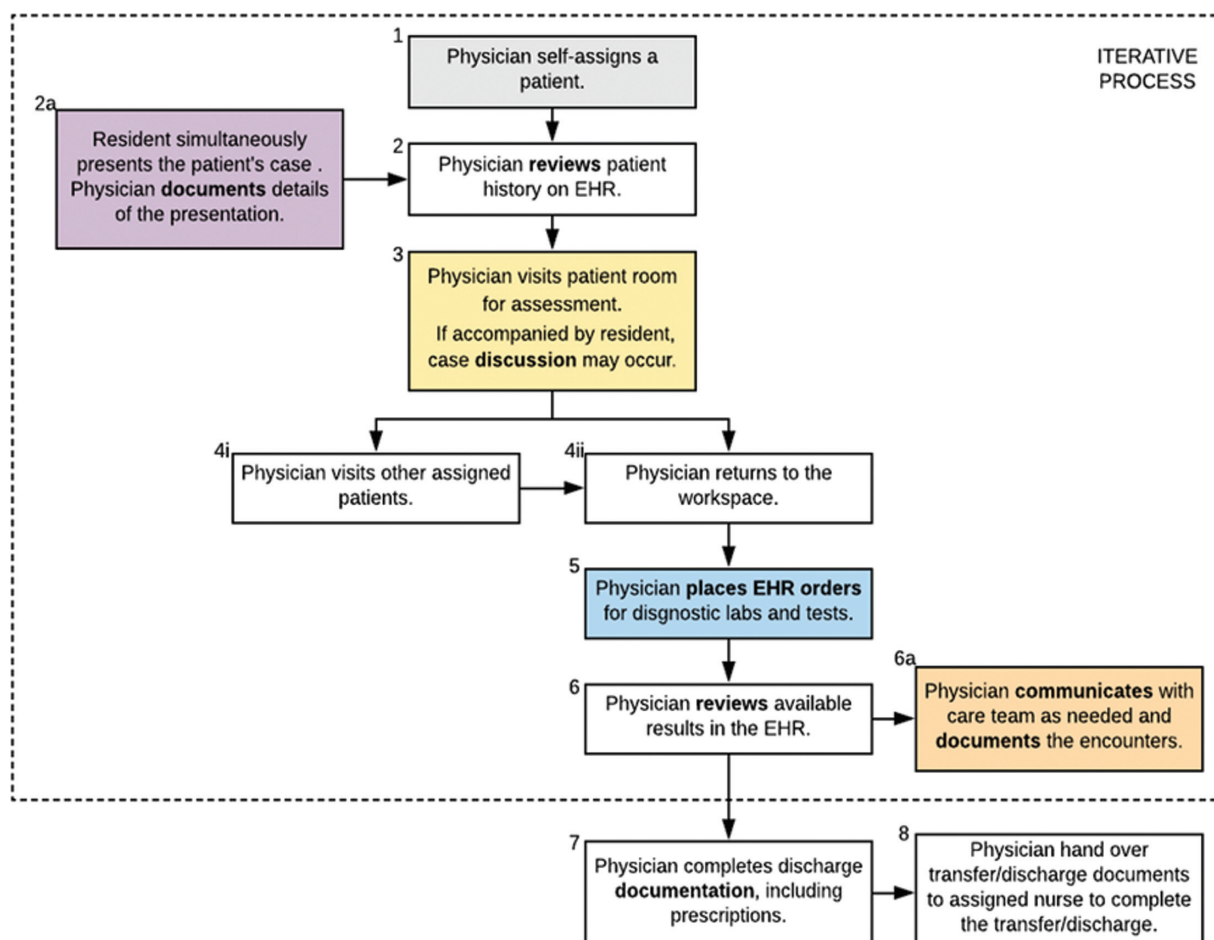 1
Physician self-assigns a
patient.
ITERATIVE
PROCESS
2a
Resident simultaneously
presents the patient's case .
Physician documents details
of the presentation.
2
Physician reviews patient
history on EHR.
3
Physician visits patient room
for assessment.
If accompanied by resident,
case discussion may occur.
4i
Physician visits other assigned
patients.
4ii
Physician returns to the
workspace.
5
Physician places EHR orders
for disgnostic labs and tests.
6
Physician reviews available
results in the EHR.
6a
Physician communicates with
care team as needed and
documents the encounters.
7
Physician completes discharge
documentation, including
prescriptions.
8
Physician hand over
transfer/discharge documents
to assigned nurse to complete
the transfer/discharge.